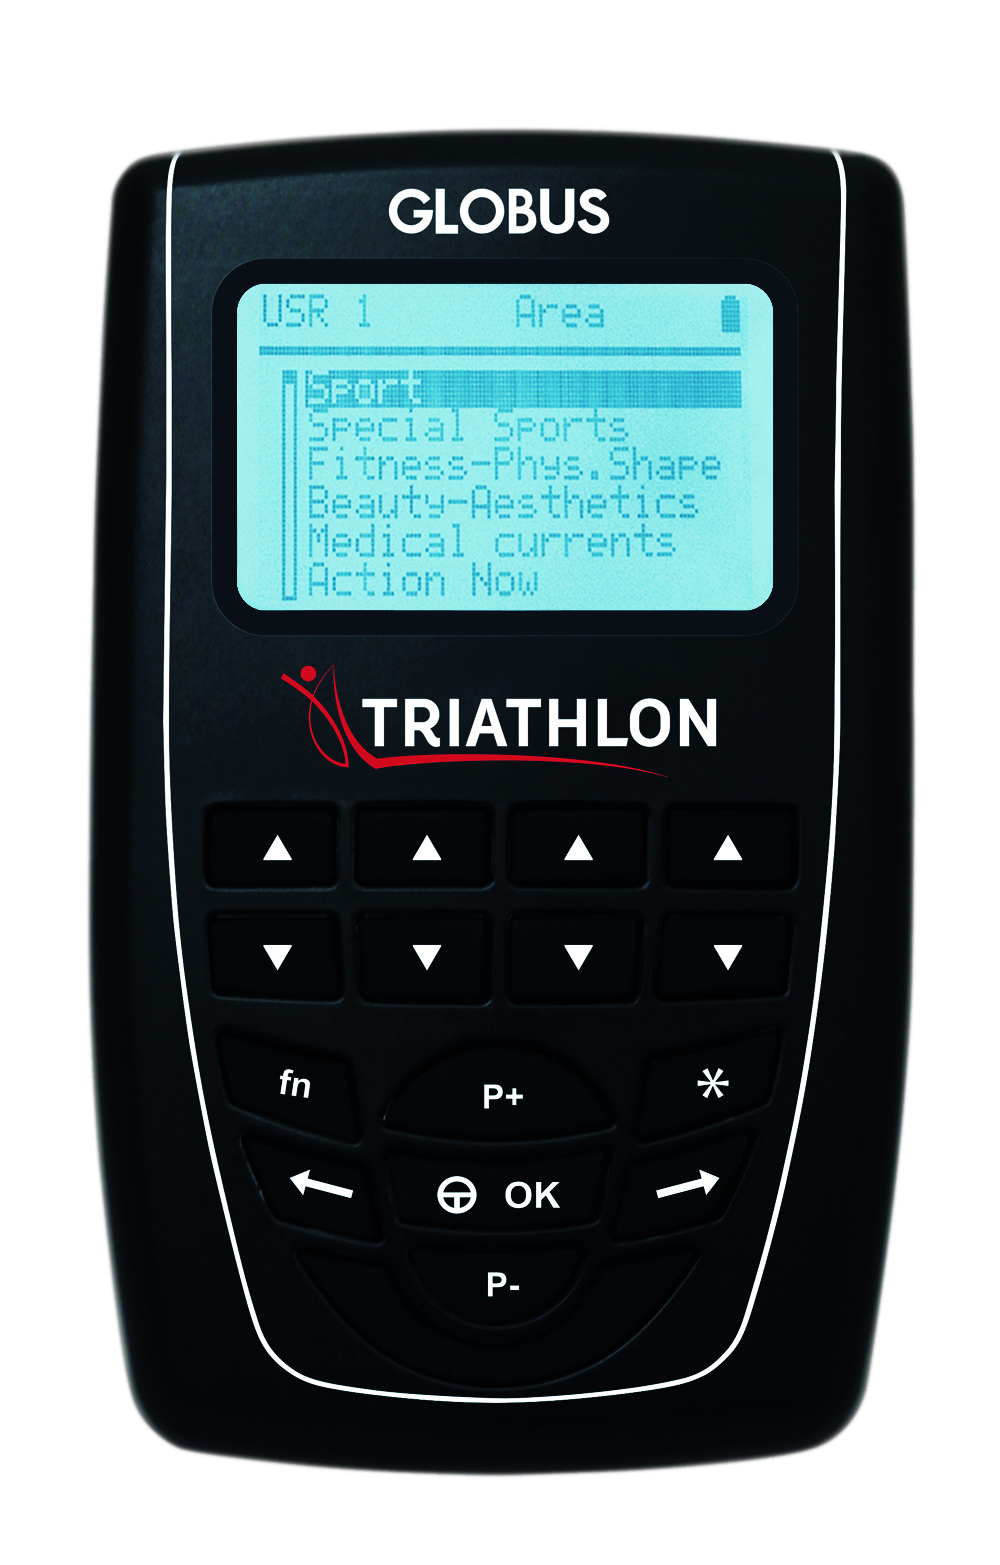 GLOBUS
USR 1 Area
Sport
Special Sports
Fitness-Phys.Shape
Beauty-Aesthetics
Medical currents
Action Now
TRIATHLON
fn P+ *
OK
P-